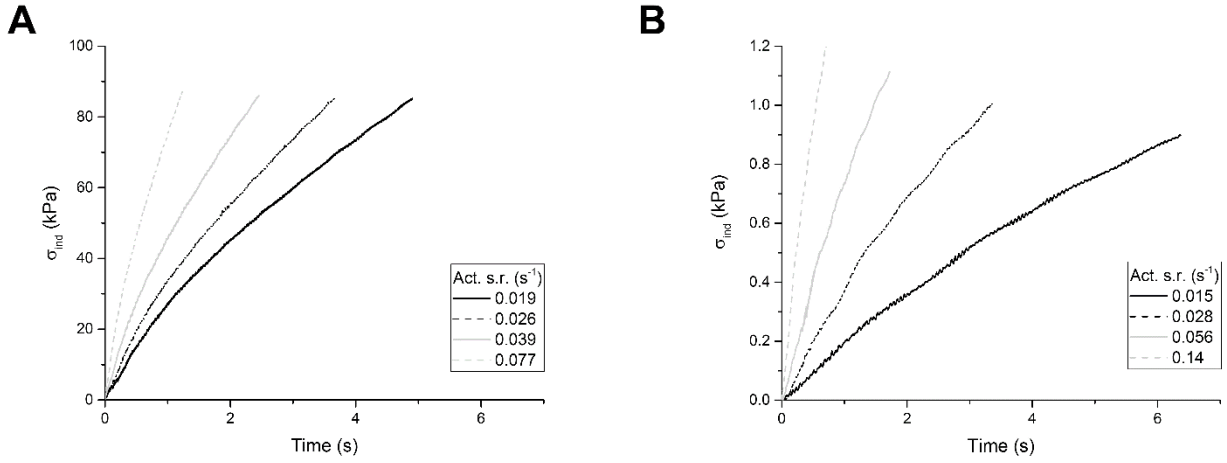 A
100
80
60
40
20
0
σind (kPa)
0 2 4 6
Time (s)
Act. s.r. (s-1)
0.019
0.026
0.039
0.077
B
1.2
1.0
0.8
0.6
0.4
0.2
0.0
σind (kPa)
0 2 4 6
Time (s)
Act. s.r. (s-1)
0.015
0.028
0.056
0.14